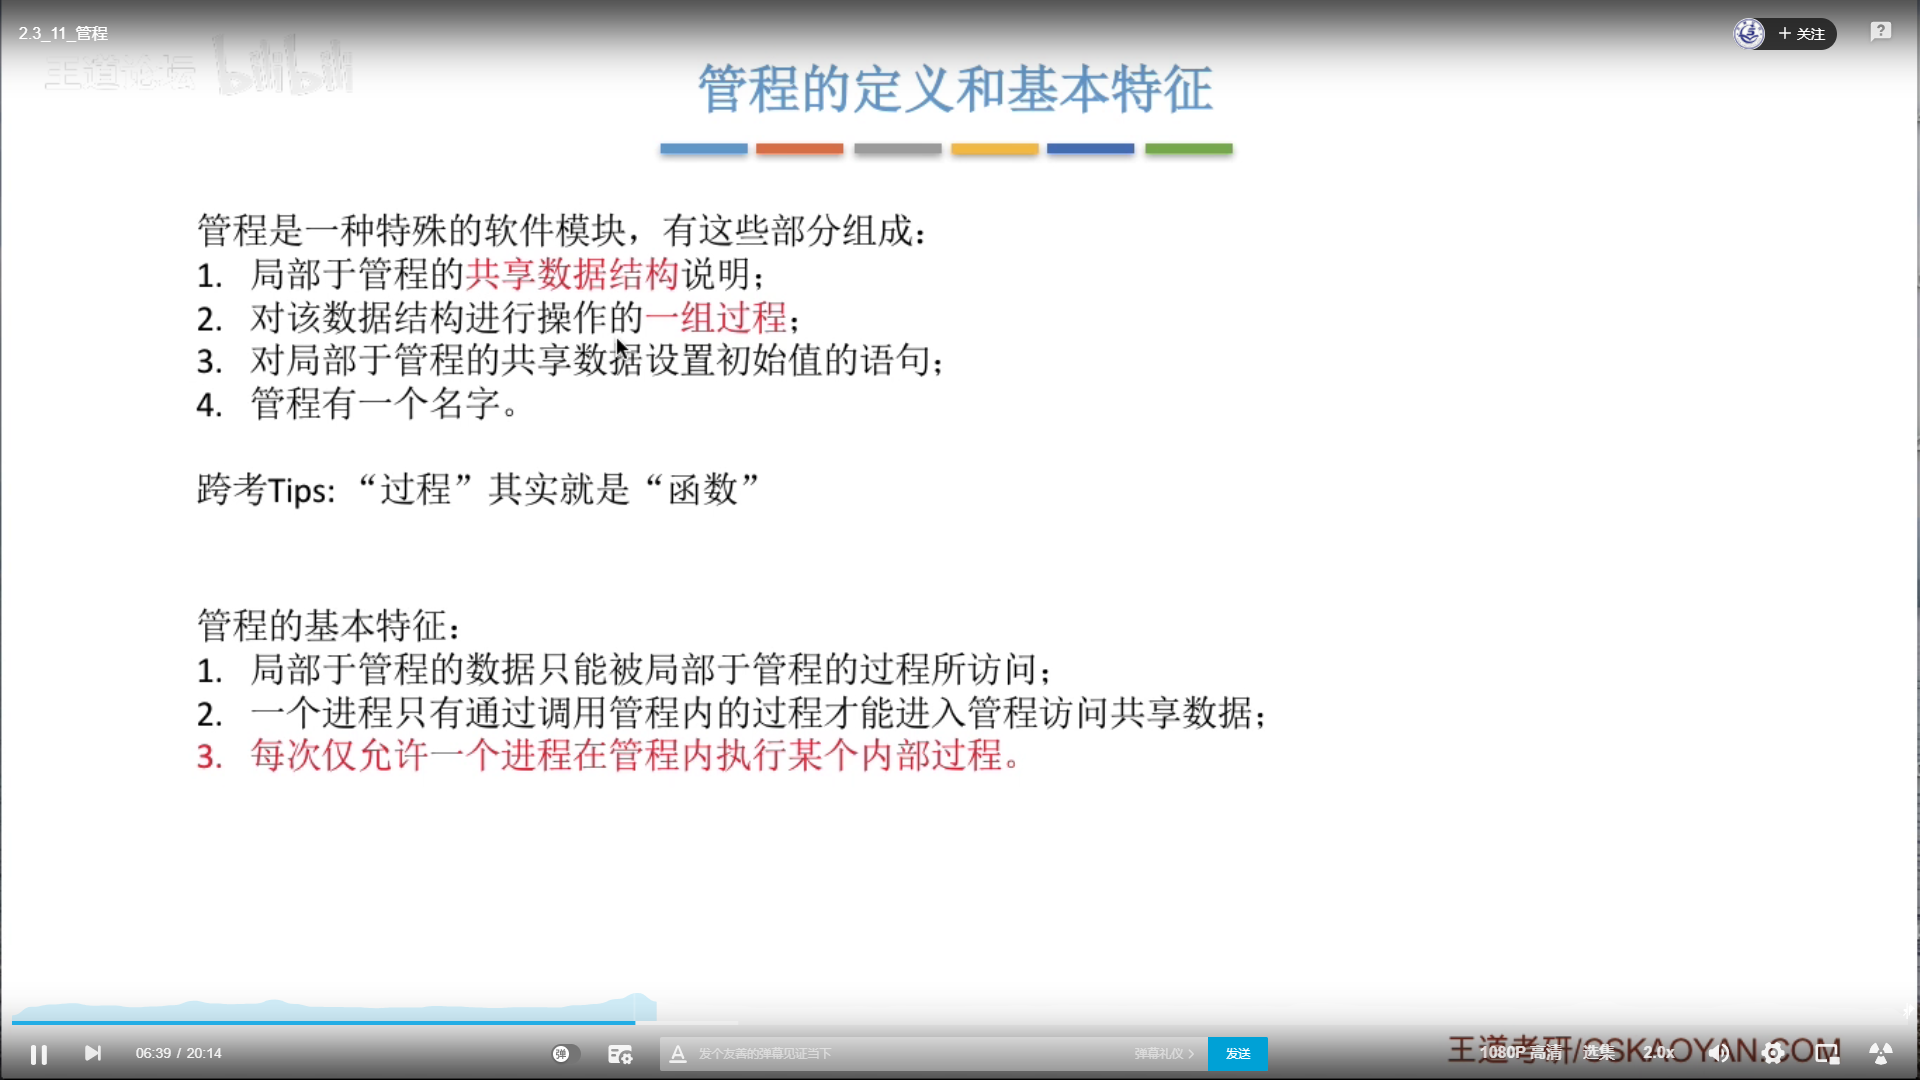 2.3_11_管程
+ 关注
王道论坛 bilibili
管程的定义和基本特征
管程是一种特殊的软件模块，有这些部分组成：
1. 局部于管程的共享数据结构说明；
2. 对该数据结构进行操作的一组过程；
3. 对局部于管程的共享数据设置初始值的语句；
4. 管程有一个名字。
跨考Tips: “过程”其实就是“函数”
管程的基本特征：
1. 局部于管程的数据只能被局部于管程的过程所访问；
2. 一个进程只有通过调用管程内的过程才能进入管程访问共享数据；
3. 每次仅允许一个进程在管程内执行某个内部过程。
06:39 / 20:14
弹
发个友善的弹幕见证当下
弹幕礼仪 >
发送
王道考研/CSKAOYAN.COM
1080P 高清
选集
2.0x